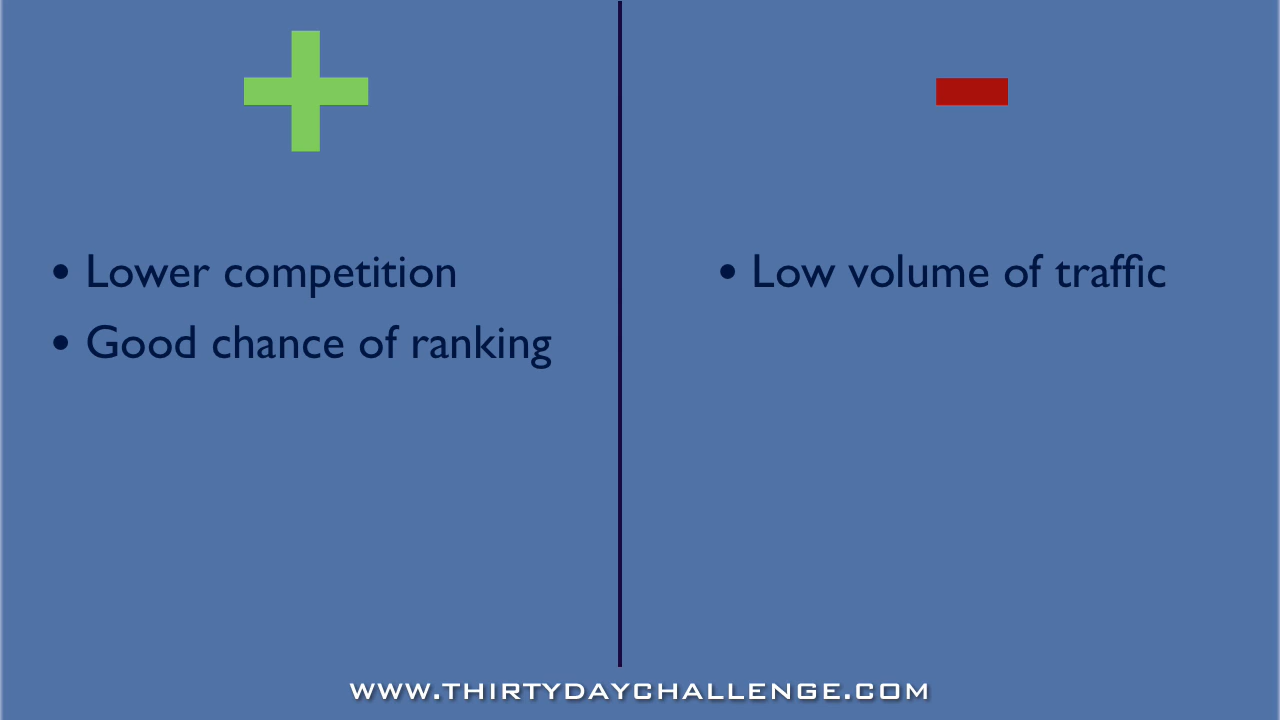 • Lower competition
• Good chance of ranking
• Low volume of traffic
WWW.THIRTYDAYCHALLENGE.COM